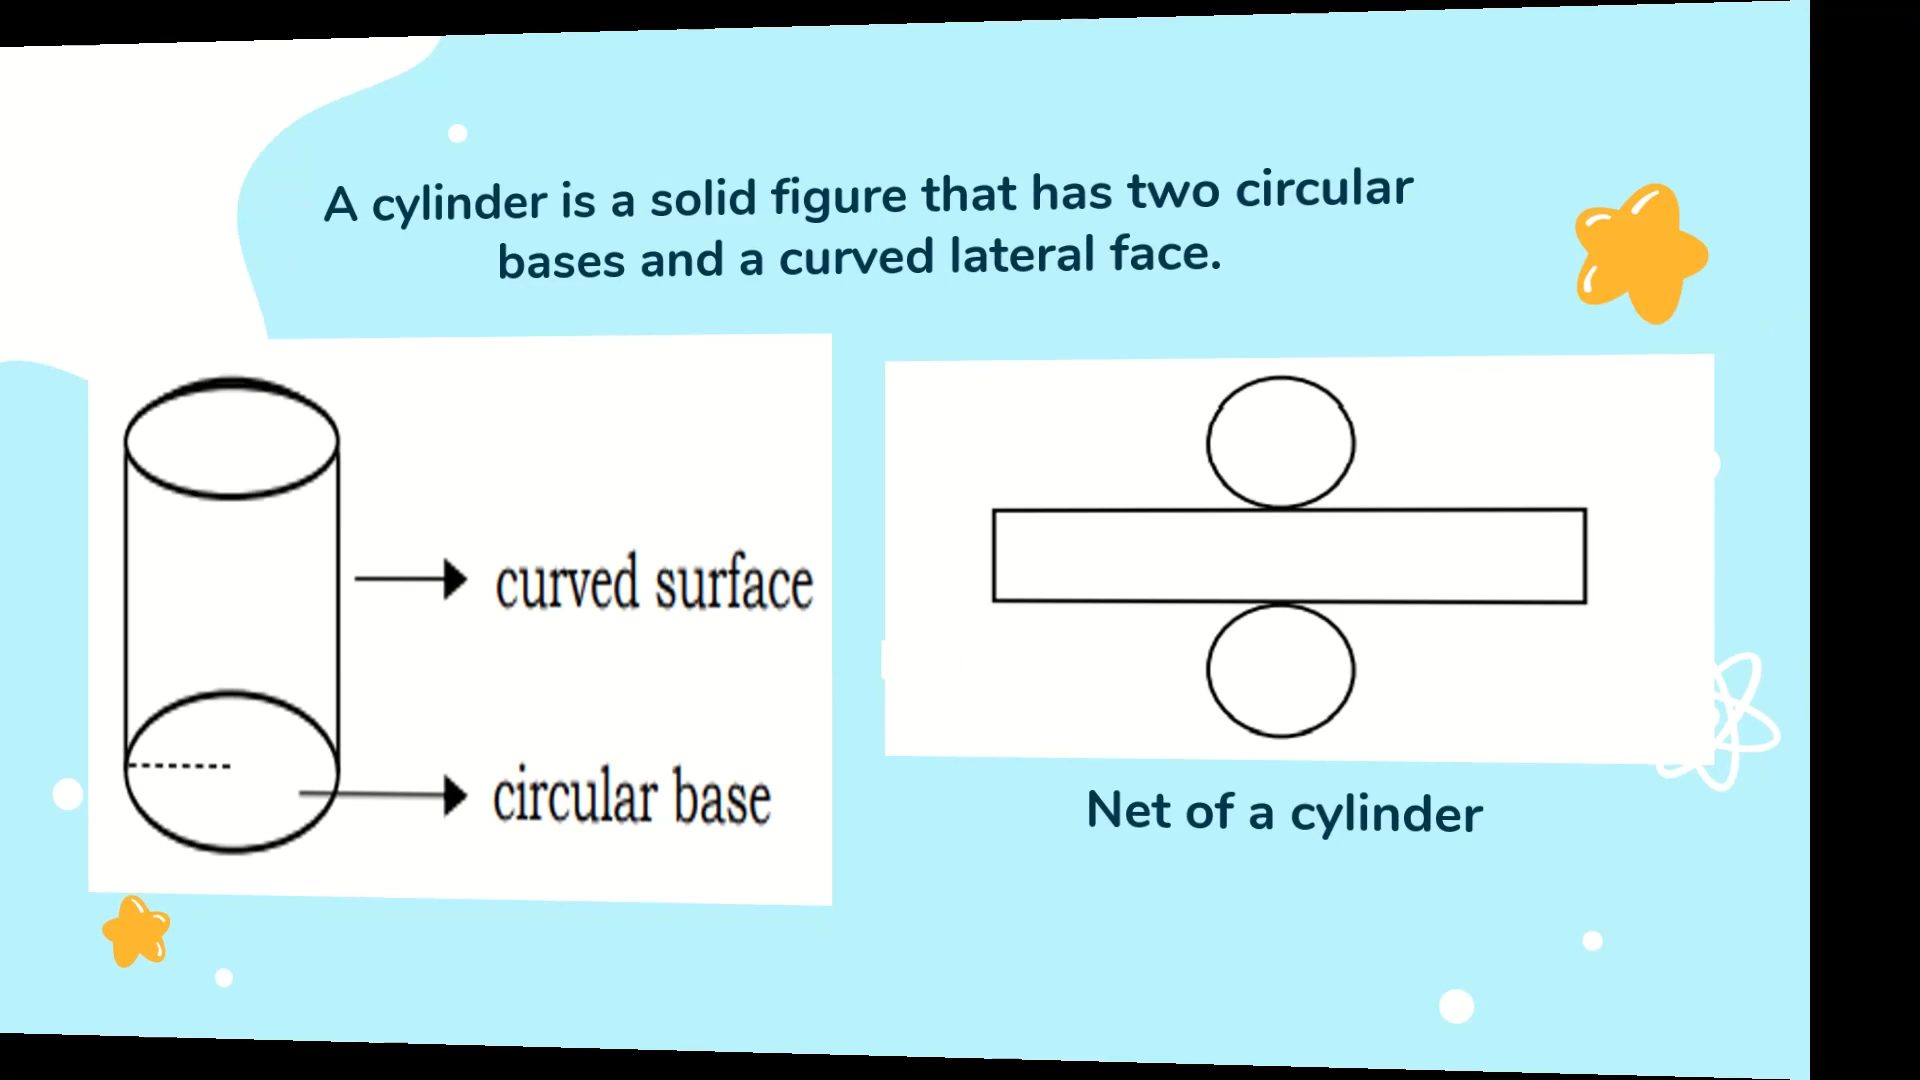 A cylinder is a solid figure that has two circular
bases and a curved lateral face.
curved surface
circular base
Net of a cylinder